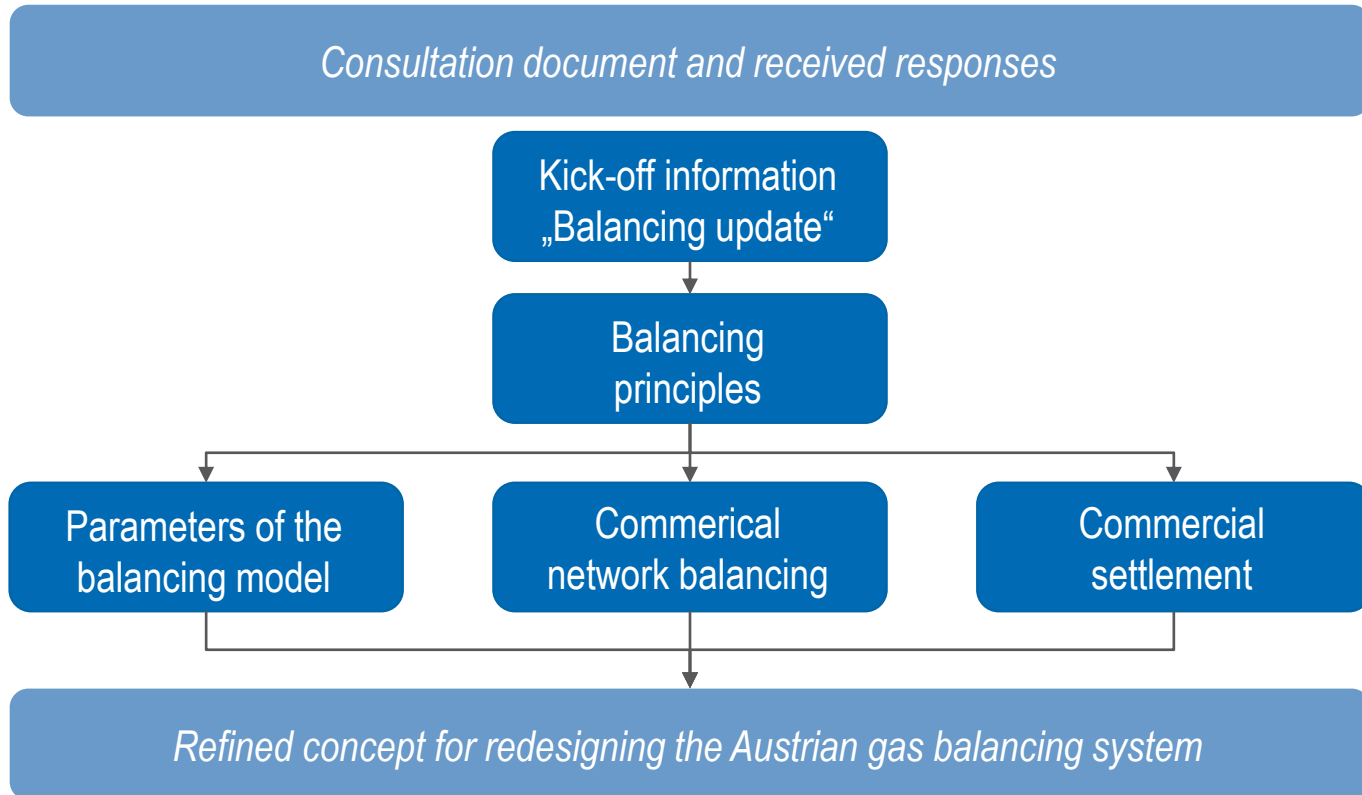 Consultation document and received responses
Kick-off information
„Balancing update“
Balancing
principles
Parameters of the
balancing model
Commerical
network balancing
Commercial
settlement
Refined concept for redesigning the Austrian gas balancing system